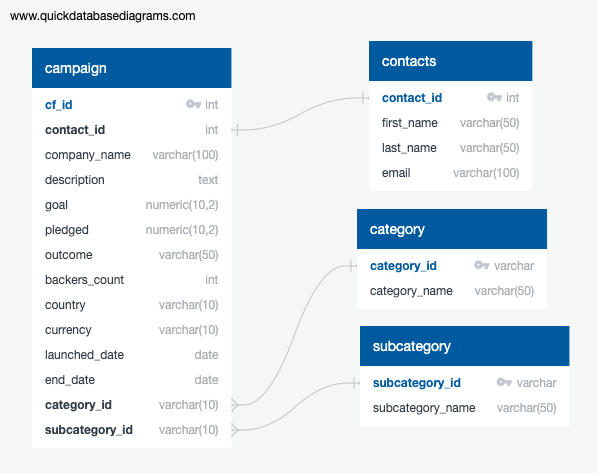 www.quickdatabasediagrams.com
campaign
cf_id int
contact_id int
company_name varchar(100)
description text
goal numeric(10,2)
pledged numeric(10,2)
outcome varchar(50)
backers_count int
country varchar(10)
currency varchar(10)
launched_date date
end_date date
category_id varchar(10)
subcategory_id varchar(10)
contacts
contact_id int
first_name varchar(50)
last_name varchar(50)
email varchar(100)
category
category_id varchar
category_name varchar(50)
subcategory
subcategory_id varchar
subcategory_name varchar(50)